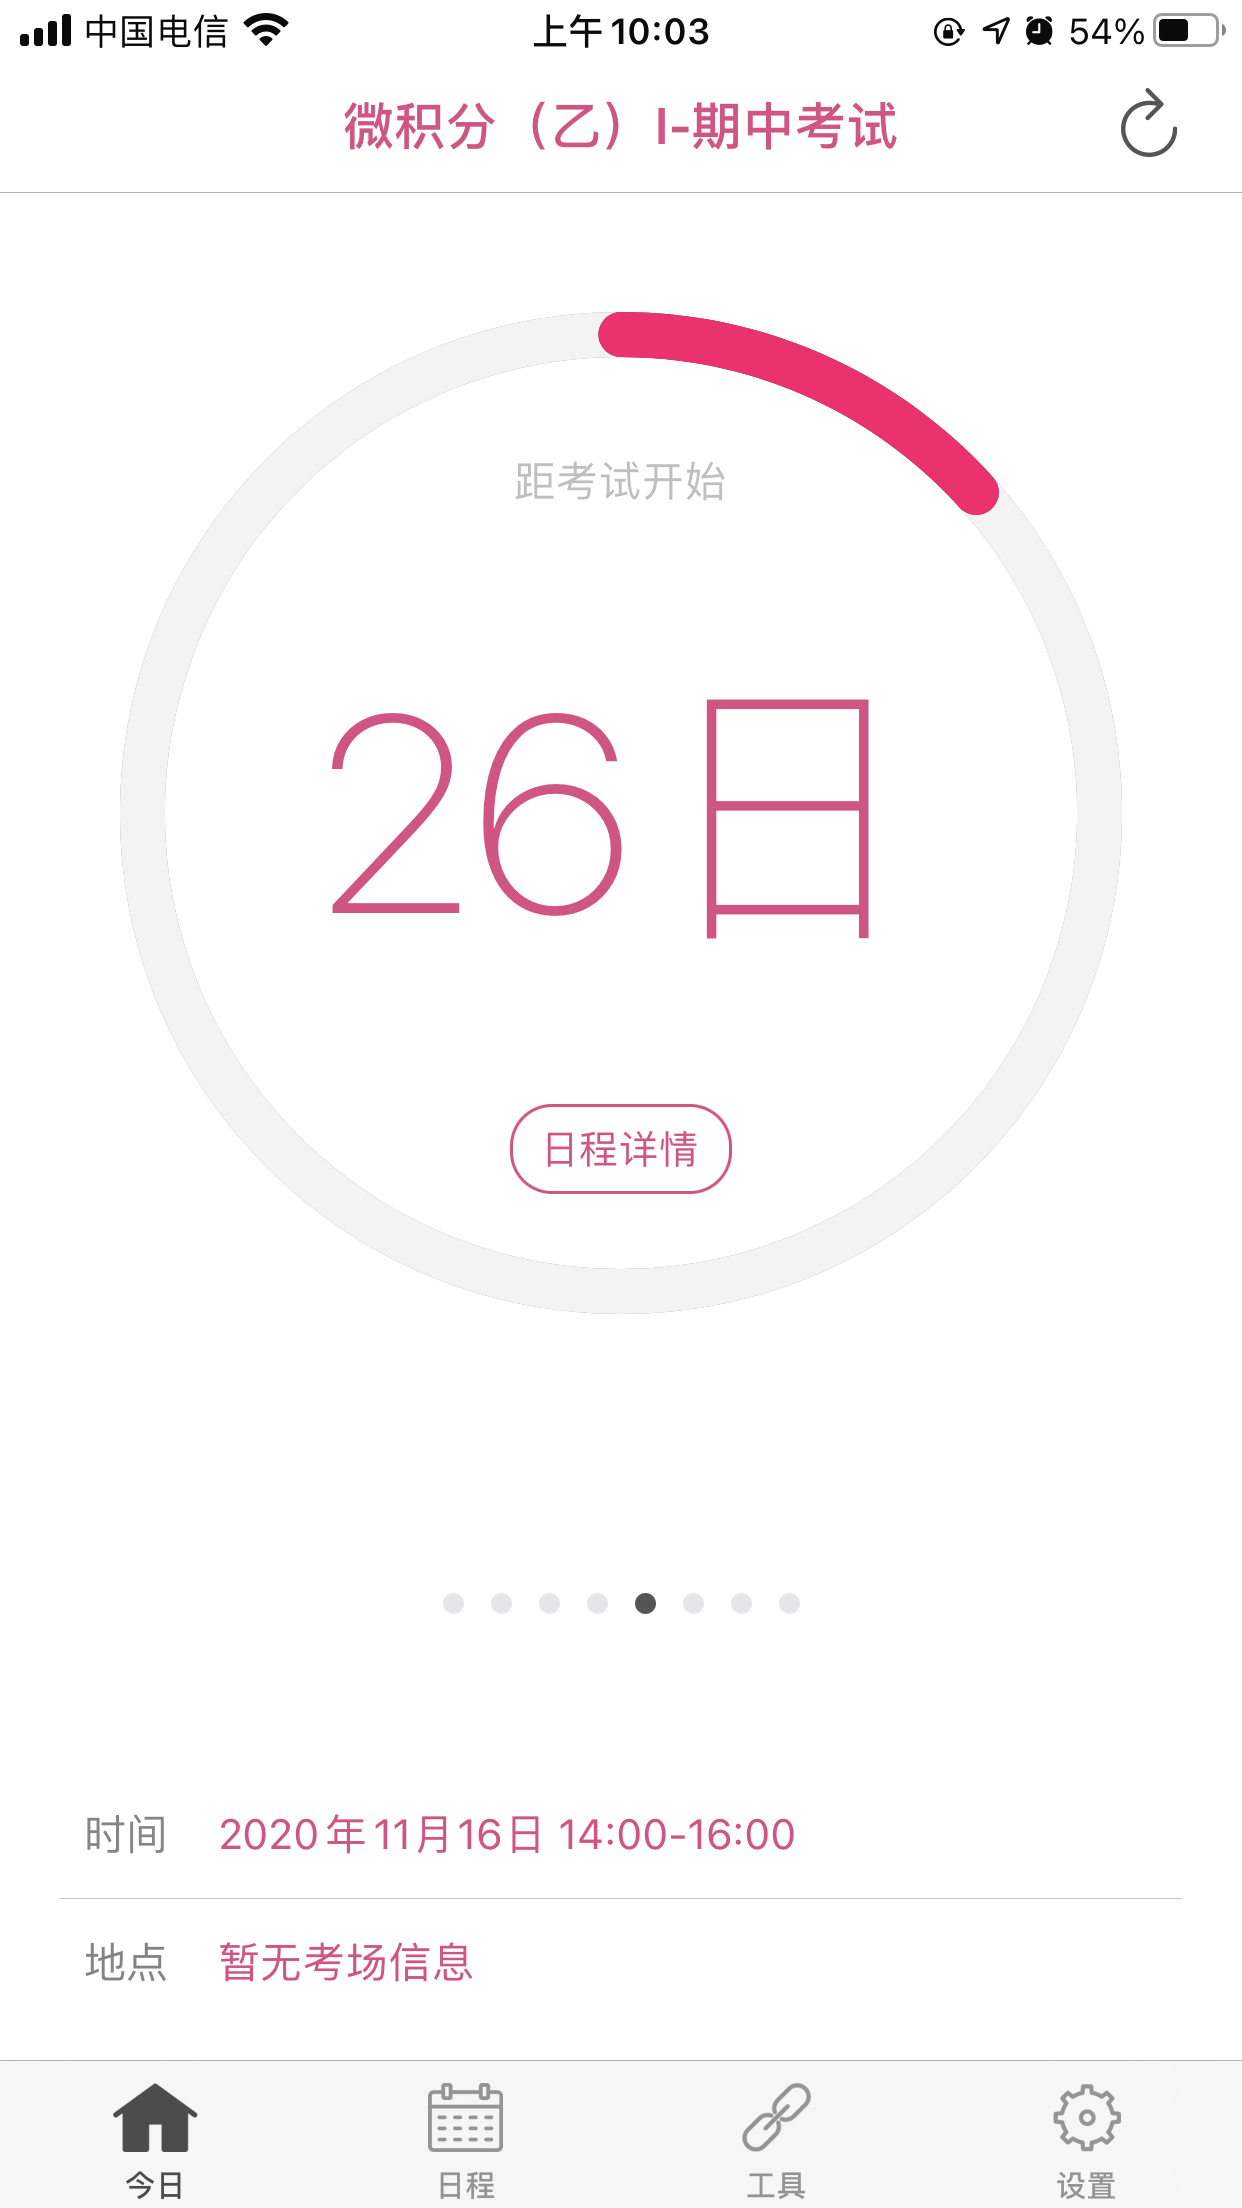 中国电信 上午10:03 54%
微积分（乙）I-期中考试
距考试开始
26 日
日程详情
时间 2020年11月16日 14:00-16:00
地点 暂无考场信息
今日 日程 工具 设置